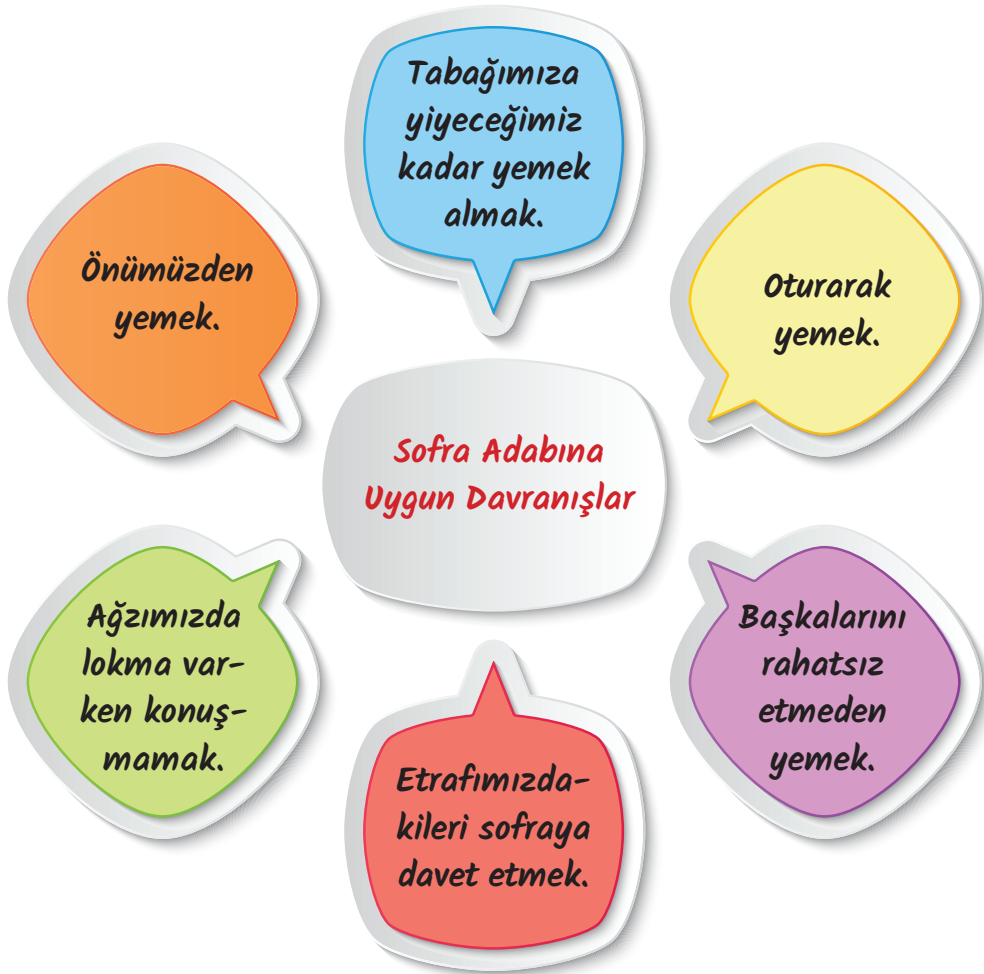 Tabağımıza
yiyeceğimiz
kadar yemek
almak.
Önümüzden
yemek.
Oturarak
yemek.
Sofra Adabına
Uygun Davranışlar
Ağzımızda
lokma var-
ken konuş-
mamak.
Başkalarını
rahatsız
etmeden
yemek.
Etrafımızda-
kileri sofraya
davet etmek.